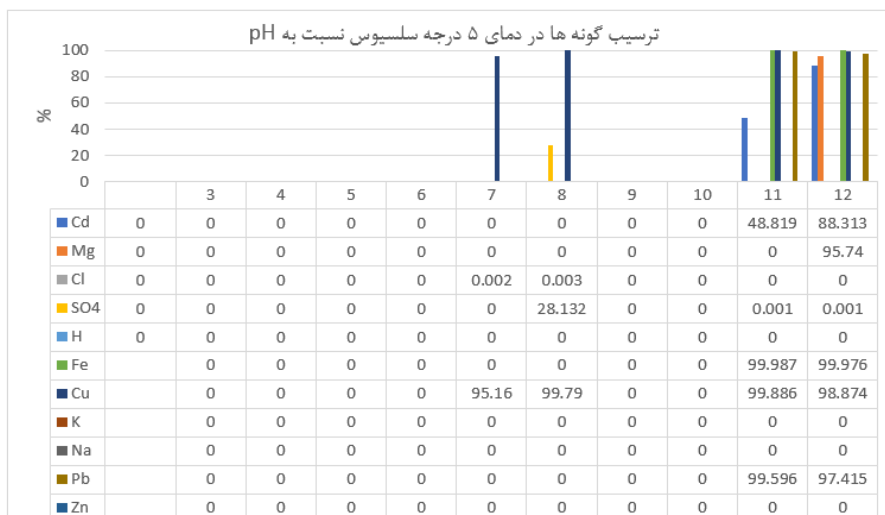 ترسیب گونه ها در دمای ۵ درجه سلسیوس نسبت به pH
100
80
60
40
20
0
%
3 4 5 6 7 8 9 10 11 12
Cd 0 0 0 0 0 0 0 0 0 48.819 88.313
Mg 0 0 0 0 0 0 0 0 0 0 95.74
Cl 0 0 0 0 0 0.002 0.003 0 0 0 0
SO4 0 0 0 0 0 0 28.132 0 0 0.001 0.001
H 0 0 0 0 0 0 0 0 0 0 0
Fe 0 0 0 0 0 0 0 0 99.987 99.976
Cu 0 0 0 0 95.16 99.79 0 0 99.886 98.874
K 0 0 0 0 0 0 0 0 0 0
Na 0 0 0 0 0 0 0 0 0 0
Pb 0 0 0 0 0 0 0 0 99.596 97.415
Zn 0 0 0 0 0 0 0 0 0 0